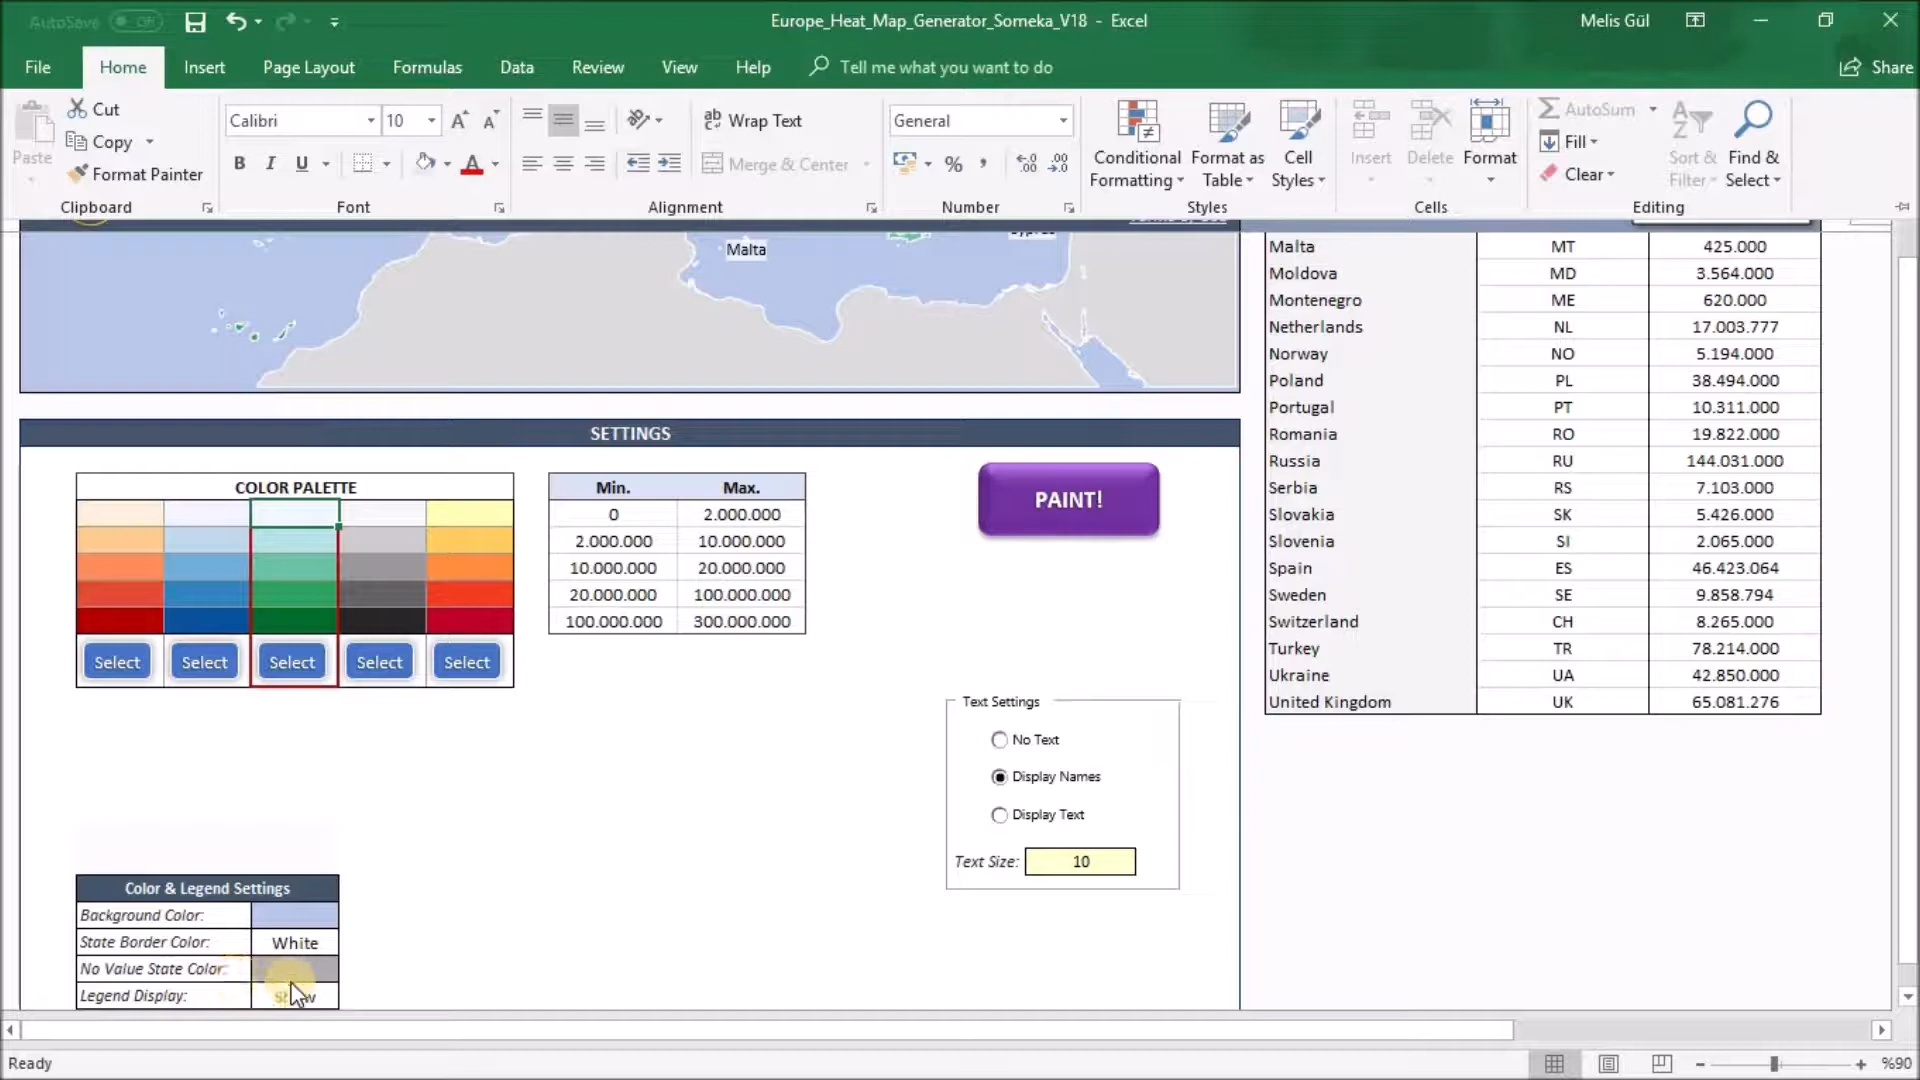 AutoSave Off
Europe_Heat_Map_Generator_Someka_V18 - Excel
Melis Gül
File Home Insert Page Layout Formulas Data Review View Help Tell me what you want to do
Share
Paste
Cut
Copy
Format Painter
Clipboard
Calibri 10
B I U A
Font
Wrap Text
Merge & Center
Alignment
General
%
Number
Conditional Formatting
Format as Table
Cell Styles
Styles
Insert Delete Format
Cells
AutoSum
Fill
Clear
Sort & Filter
Find & Select
Editing
Malta
Malta MT 425.000
Moldova MD 3.564.000
Montenegro ME 620.000
Netherlands NL 17.003.777
Norway NO 5.194.000
Poland PL 38.494.000
Portugal PT 10.311.000
Romania RO 19.822.000
Russia RU 144.031.000
Serbia RS 7.103.000
Slovakia SK 5.426.000
Slovenia SI 2.065.000
Spain ES 46.423.064
Sweden SE 9.858.794
Switzerland CH 8.265.000
Turkey TR 78.214.000
Ukraine UA 42.850.000
United Kingdom UK 65.081.276
SETTINGS
COLOR PALETTE
Select Select Select Select Select
Min. Max.
0 2.000.000
2.000.000 10.000.000
10.000.000 20.000.000
20.000.000 100.000.000
100.000.000 300.000.000
PAINT!
Text Settings
No Text
Display Names
Display Text
Text Size: 10
Color & Legend Settings
Background Color:
State Border Color: White
No Value State Color:
Legend Display:
Ready
%90